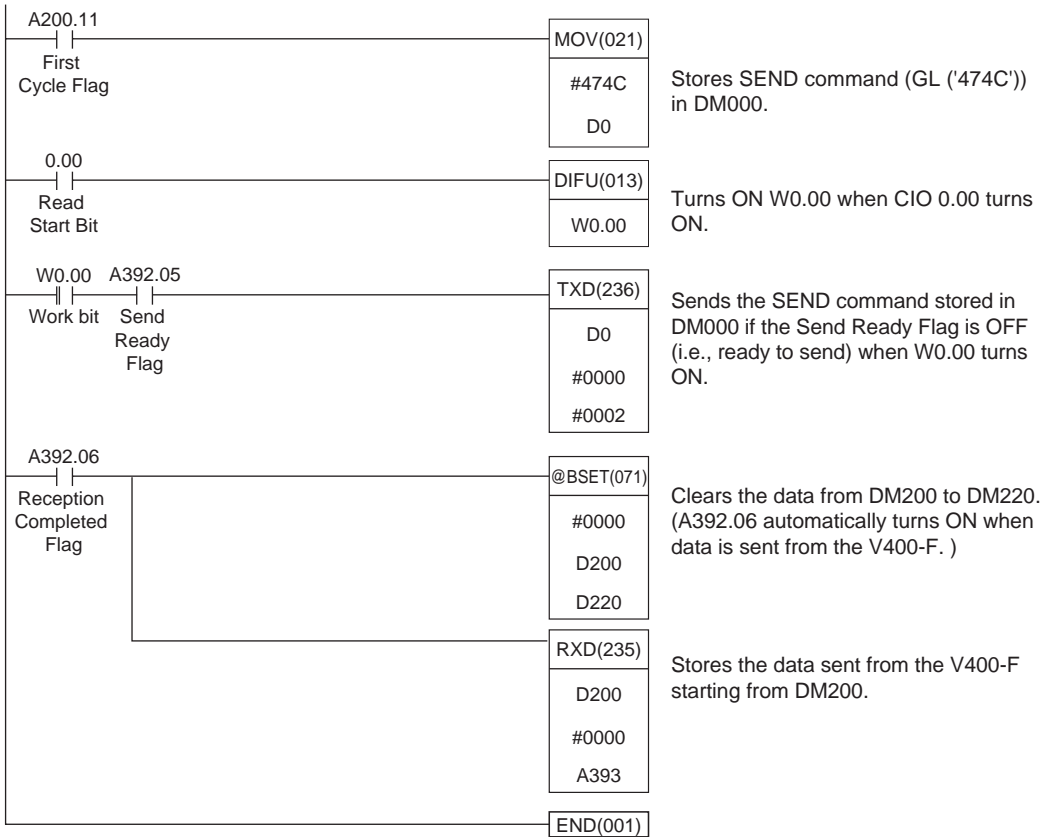 A200.11
First
Cycle Flag
MOV(021)
#474C
D0
Stores SEND command (GL ('474C'))
in DM000.
0.00
Read
Start Bit
DIFU(013)
W0.00
Turns ON W0.00 when CIO 0.00 turns
ON.
W0.00 A392.05
Work bit Send
Ready
Flag
TXD(236)
D0
#0000
#0002
Sends the SEND command stored in
DM000 if the Send Ready Flag is OFF
(i.e., ready to send) when W0.00 turns
ON.
A392.06
Reception
Completed
Flag
@BSET(071)
#0000
D200
D220
Clears the data from DM200 to DM220.
(A392.06 automatically turns ON when
data is sent from the V400-F. )
RXD(235)
D200
#0000
A393
Stores the data sent from the V400-F
starting from DM200.
END(001)